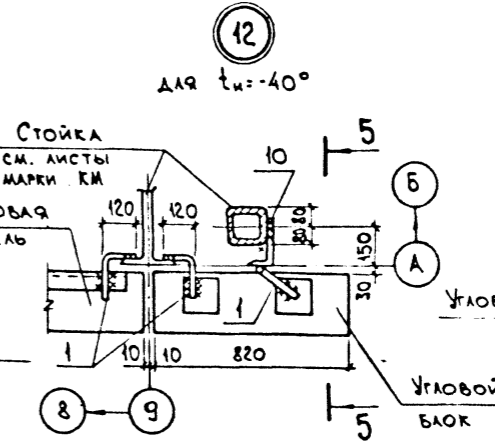 12
для tн=-40°
Стойка
см. листы
марки КМ
10
5
Б
120
120
80 80
150
А
30
1
1
Углов
10
10
820
Угловой
блок
8
9
5